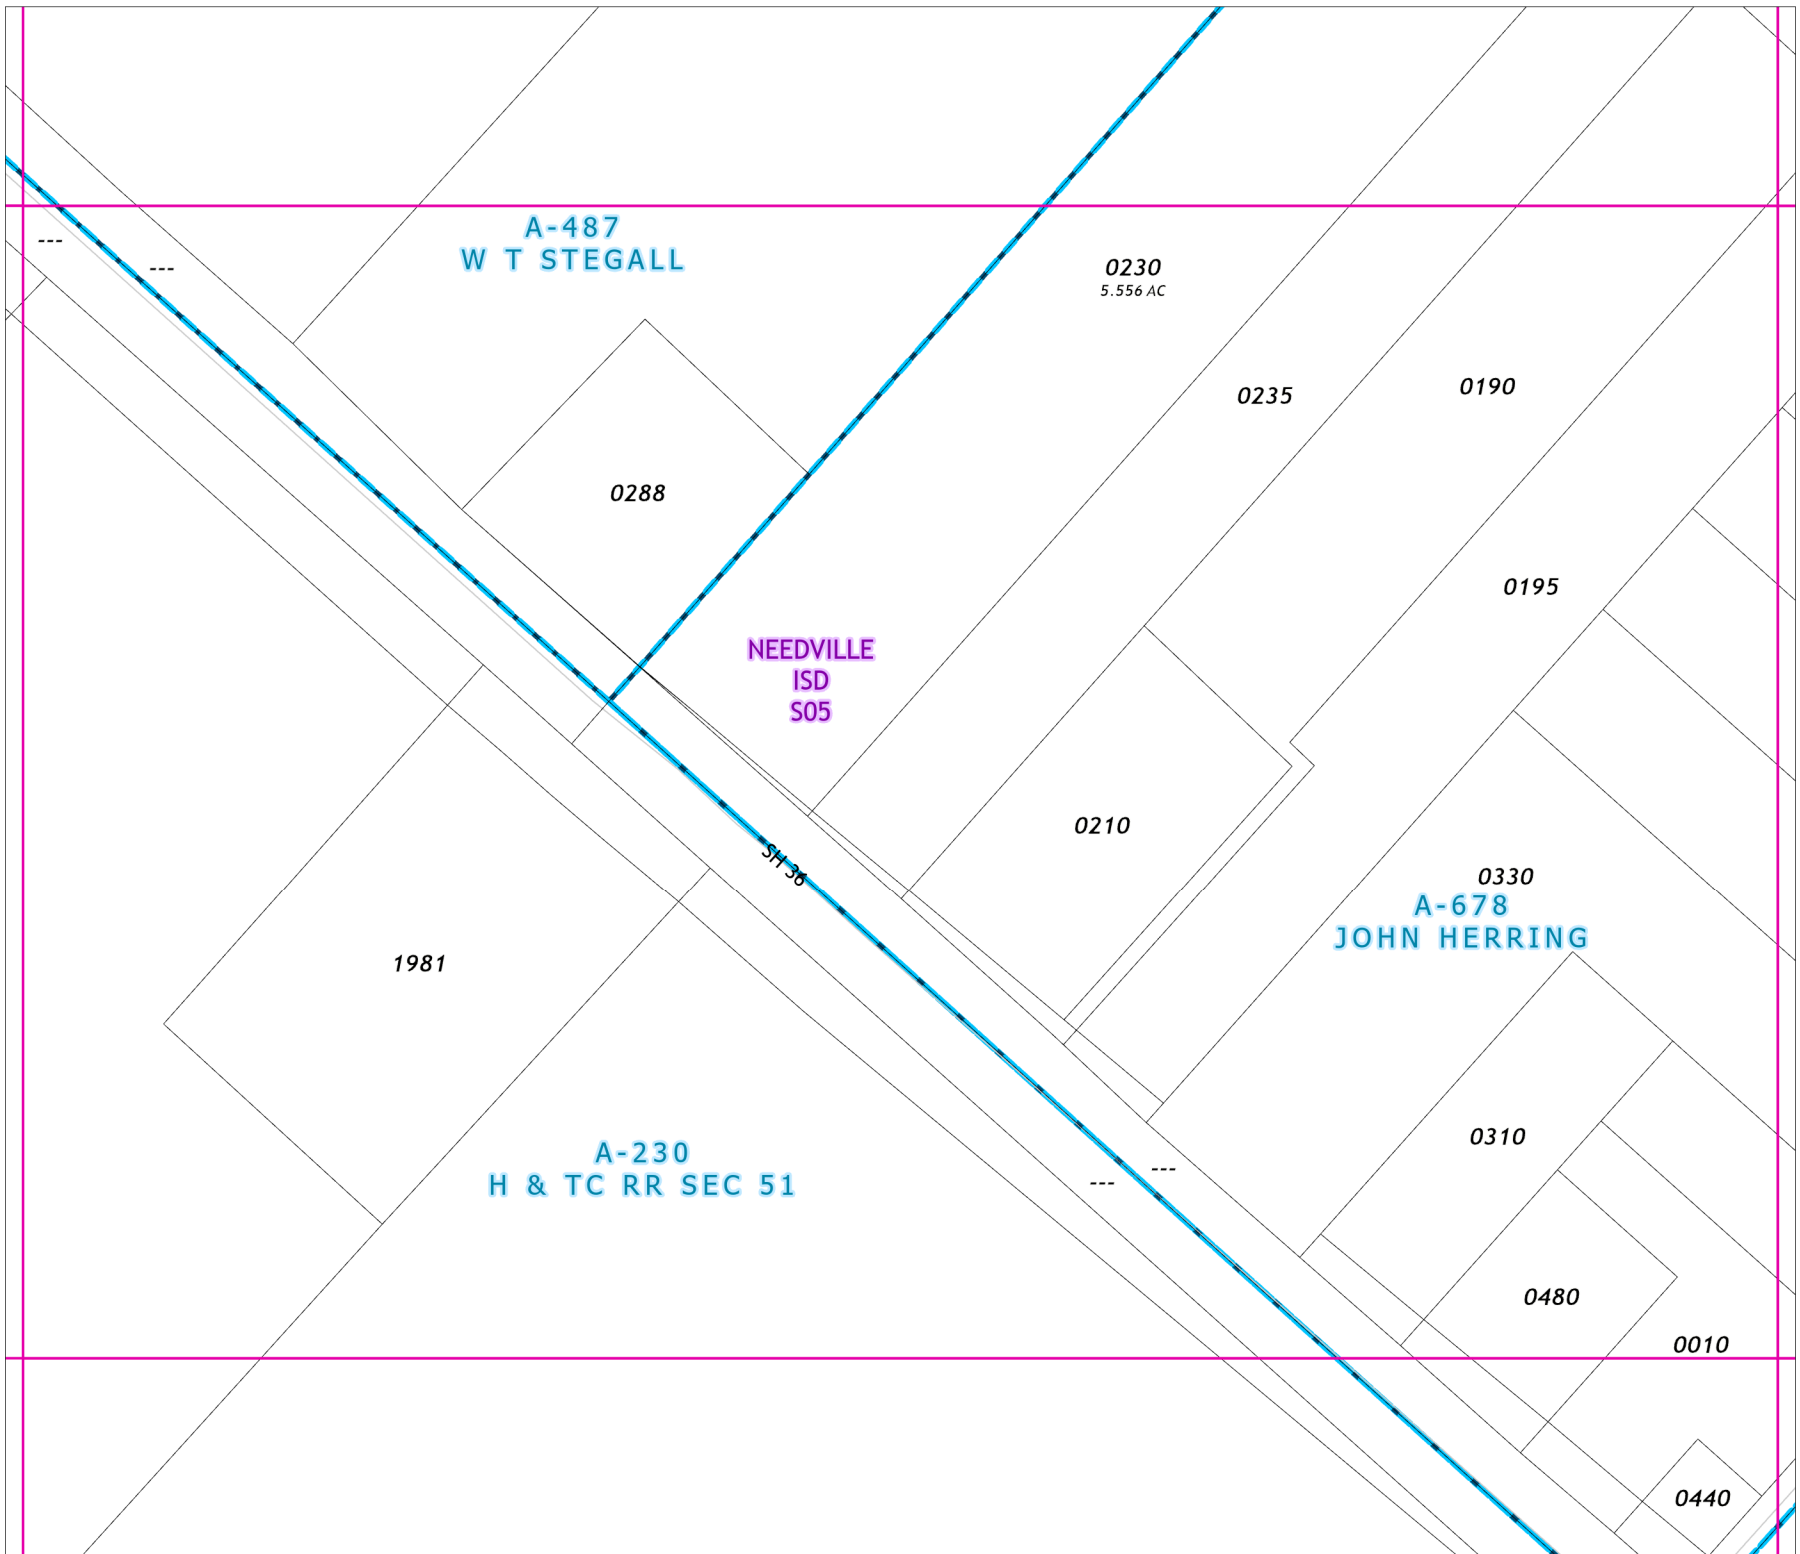 A-487
W T STEGALL
---
---
0230
5.556 AC
0235
0190
0288
0195
NEEDVILLE
ISD
S05
0210
SH 36
0330
A-678
JOHN HERRING
1981
0310
A-230
H & TC RR SEC 51
---
---
0480
0010
0440